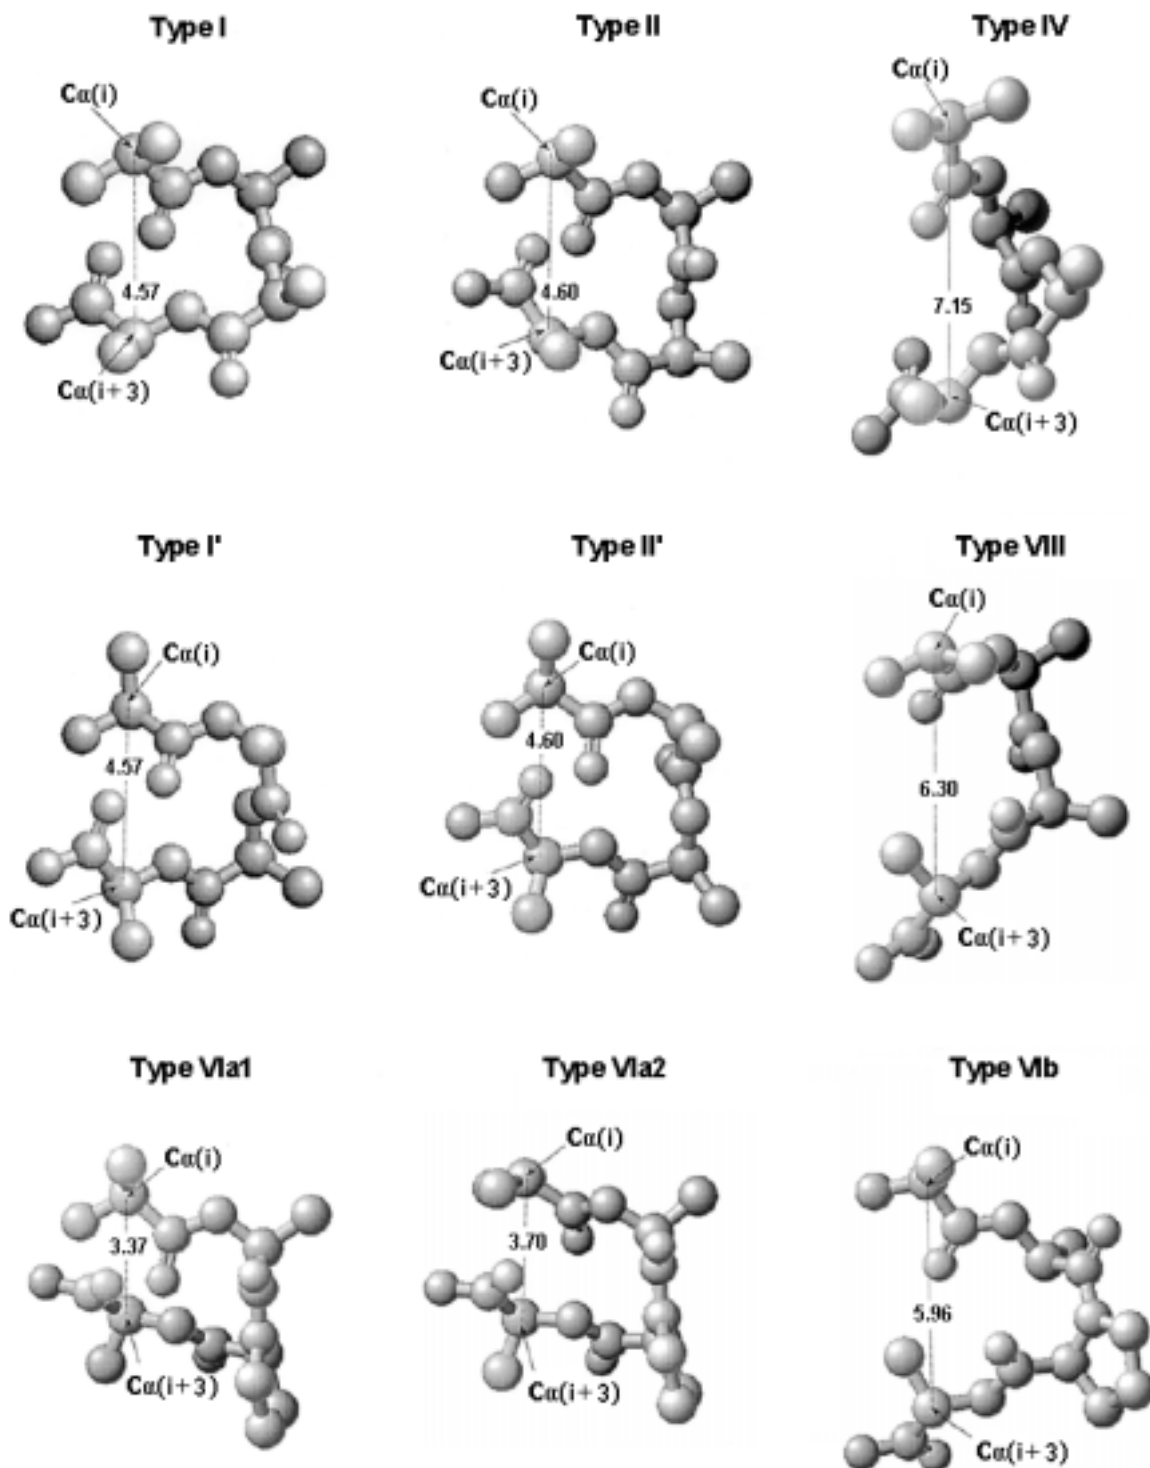 Type I
Type II
Type IV
Cα(i)
Cα(i)
Cα(i)
4.57
4.60
7.15
Cα(i+3)
Cα(i+3)
Cα(i+3)
Type I'
Type II'
Type VIII
Cα(i)
Cα(i)
Cα(i)
4.57
4.60
6.30
Cα(i+3)
Cα(i+3)
Cα(i+3)
Type VIa1
Type VIa2
Type VIb
Cα(i)
Cα(i)
Cα(i)
3.37
3.70
5.96
Cα(i+3)
Cα(i+3)
Cα(i+3)